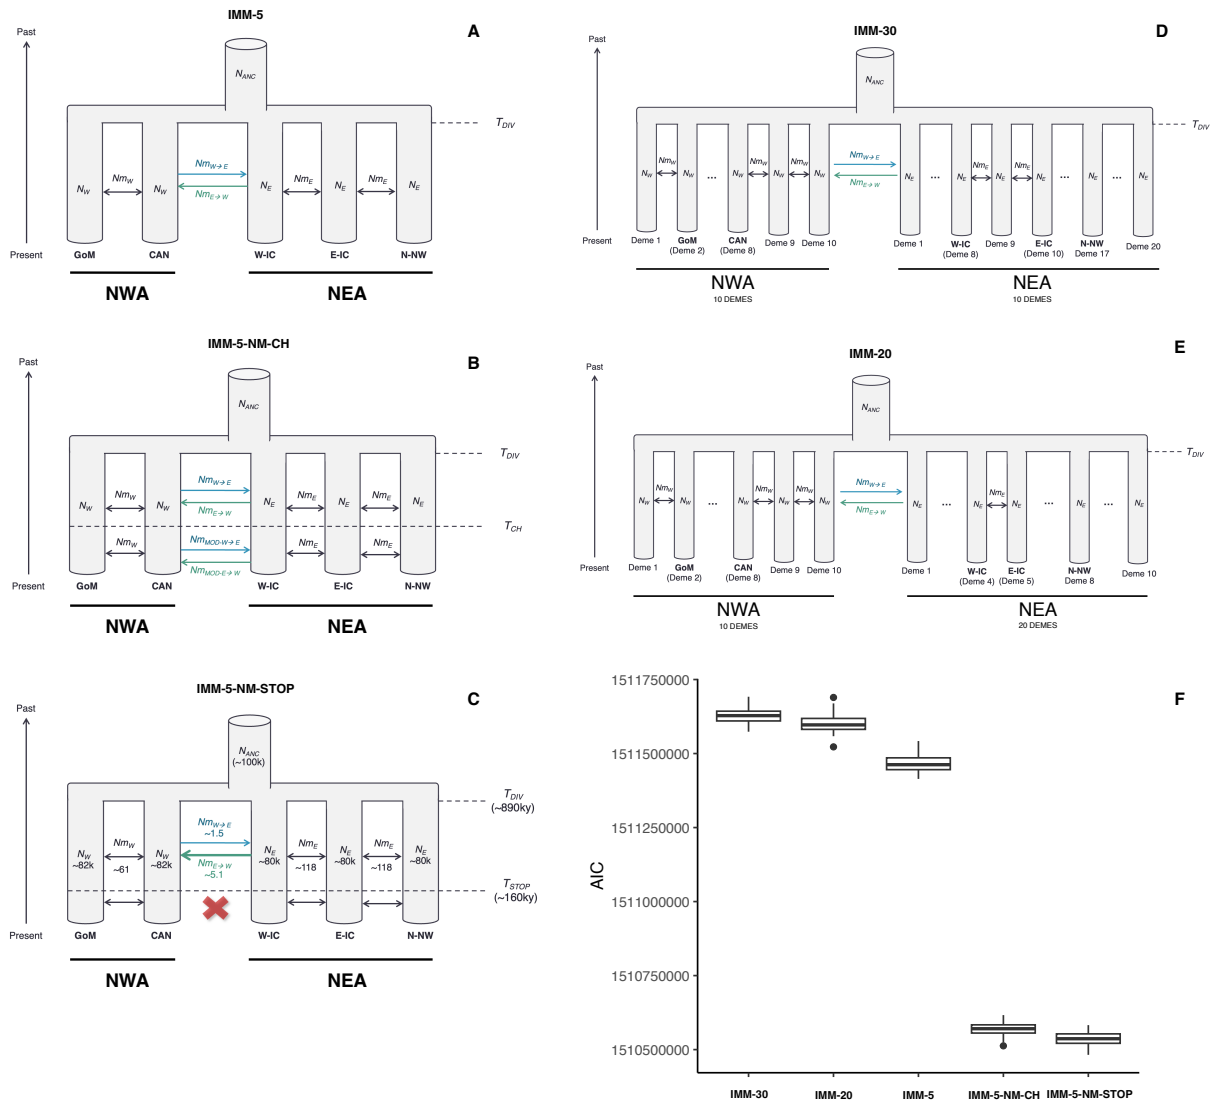 IMM-5
A
Past
N_ANC
T_DIV
Nm_W→E
Nm_E→W
N_W
Nm_W
N_E
Nm_E
N_E
Nm_E
N_E
Present
GoM
CAN
W-IC
E-IC
N-NW
NWA
NEA
IMM-5-NM-CH
B
Past
N_ANC
T_DIV
Nm_W→E
Nm_E→W
N_W
Nm_W
N_W
N_E
Nm_E
N_E
Nm_E
N_E
T_CH
Nm_W
Nm_MOD-W→E
Nm_E
Nm_E
Nm_MOD-E→W
Present
GoM
CAN
W-IC
E-IC
N-NW
NWA
NEA
IMM-5-NM-STOP
C
Past
N_ANC
(~100k)
T_DIV
(~890ky)
Nm_W→E
~1.5
N_W
~82k
Nm_W
~61
N_W
~82k
Nm_E→W
~5.1
N_E
~80k
Nm_E
~118
N_E
~80k
Nm_E
~118
N_E
~80k
T_STOP
(~160ky)
Present
GoM
CAN
W-IC
E-IC
N-NW
NWA
NEA
IMM-30
D
Past
N_ANC
T_DIV
Nm_W
Nm_W
Nm_W
Nm_W→E
Nm_E→W
Nm_E
Nm_E
N_W
N_W
...
N_W
N_W
N_W
N_E
...
N_E
N_E
N_E
...
N_E
...
N_E
Present
Deme 1
GoM
(Deme 2)
CAN
(Deme 8)
Deme 9
Deme 10
Deme 1
W-IC
(Deme 8)
Deme 9
E-IC
(Deme 10)
N-NW
Deme 17
Deme 20
NWA
10 DEMES
NEA
10 DEMES
IMM-20
E
Past
N_ANC
T_DIV
Nm_W
Nm_W
Nm_W
Nm_W→E
Nm_E→W
Nm_E
N_W
N_W
...
N_W
N_W
N_W
N_E
...
N_E
N_E
...
N_E
...
N_E
Present
Deme 1
GoM
(Deme 2)
CAN
(Deme 8)
Deme 9
Deme 10
Deme 1
W-IC
(Deme 4)
E-IC
(Deme 5)
N-NW
Deme 8
Deme 10
NWA
10 DEMES
NEA
20 DEMES
F
AIC
1511750000
1511500000
1511250000
1511000000
1510750000
1510500000
IMM-30
IMM-20
IMM-5
IMM-5-NM-CH
IMM-5-NM-STOP